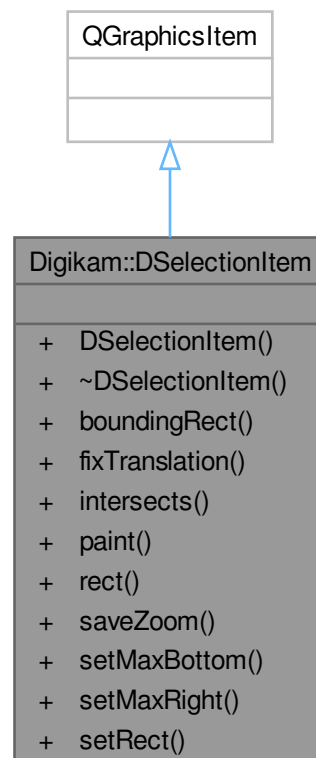 QGraphicsItem
Digikam::DSelectionItem
+ DSelectionItem()
+ ~DSelectionItem()
+ boundingRect()
+ fixTranslation()
+ intersects()
+ paint()
+ rect()
+ saveZoom()
+ setMaxBottom()
+ setMaxRight()
+ setRect()